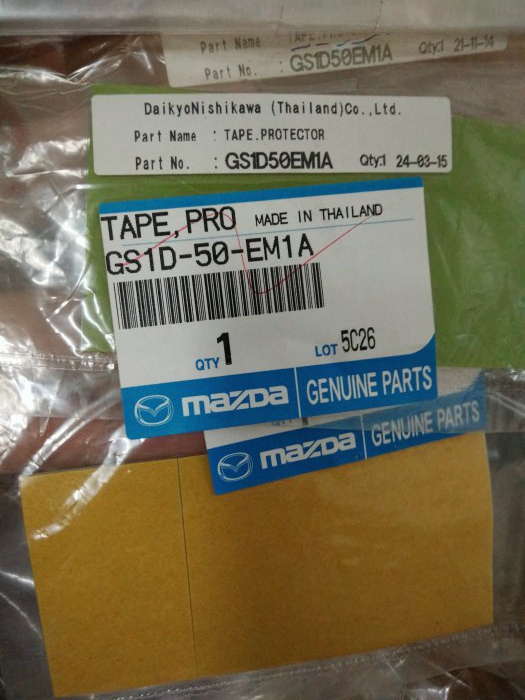 Part Name : TAPE.PRO
Part No. : GS1D50EM1A Qty:1 21-11-14
DaikyoNishikawa (Thailand)Co.,Ltd.
Part Name : TAPE.PROTECTOR
Part No. : GS1D50EM1A Qty:1 24-03-15
TAPE,PRO MADE IN THAILAND
GS1D-50-EM1A
QTY 1 LOT 5C26
mazda GENUINE PARTS
mazda GENUINE PARTS